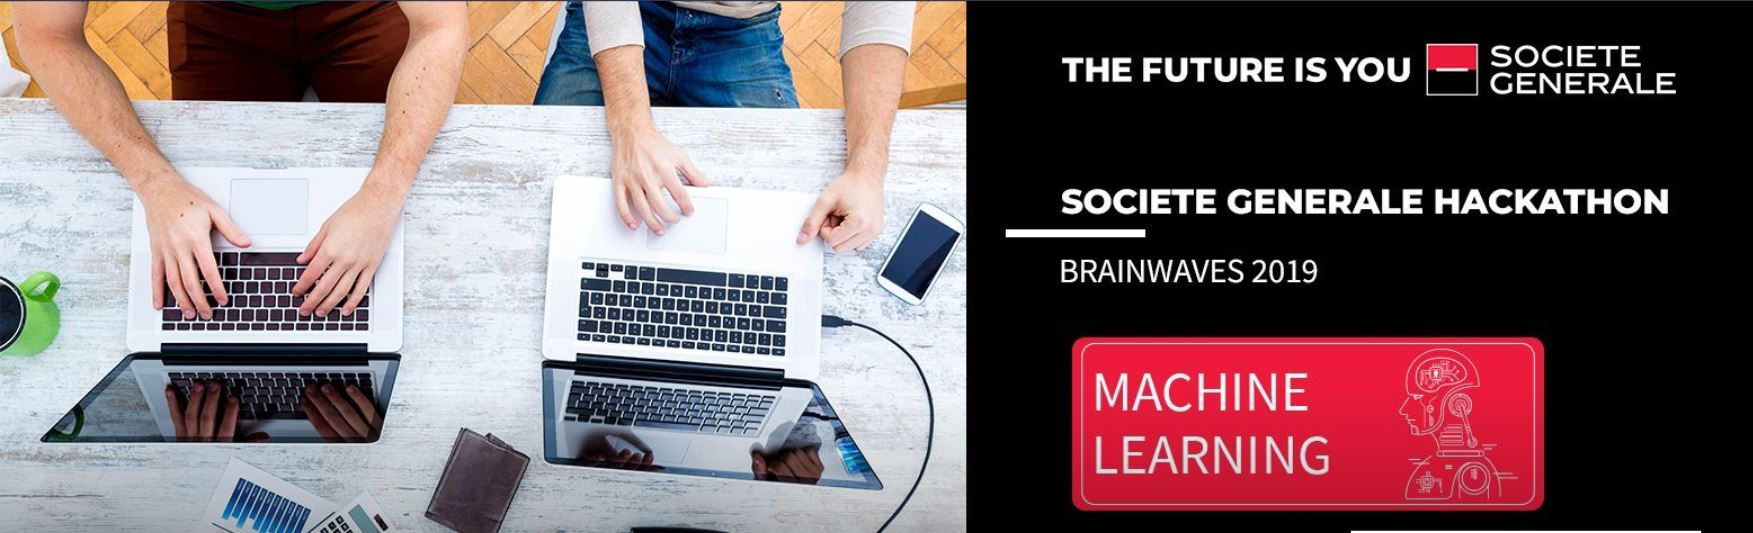 THE FUTURE IS YOU
SOCIETE
GENERALE
SOCIETE GENERALE HACKATHON
BRAINWAVES 2019
MACHINE
LEARNING